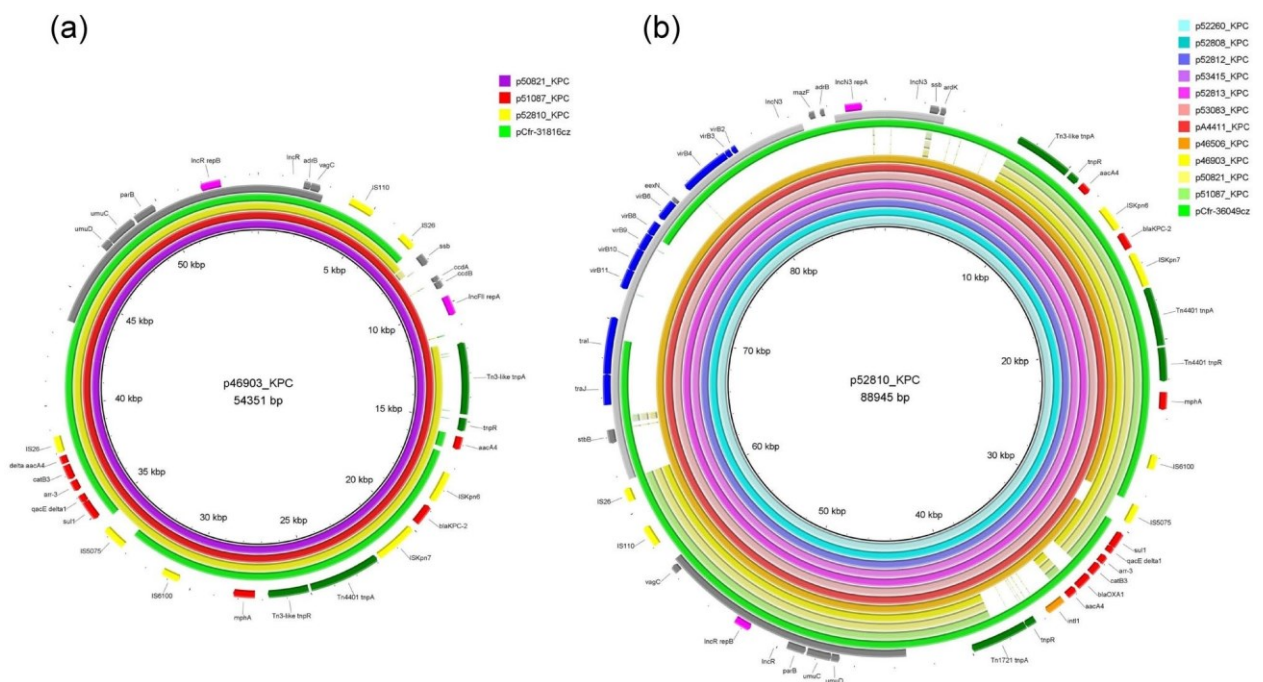 (a)
p50821_KPC
p51087_KPC
p52810_KPC
pCfr-31816cz
IncR repB
IncR
adrS
vagC
IS110
IS26
ssb
ccdA
ccdB
IncFII repA
Tn3-like tnpA
tnpR
aacA4
ISKpn6
blaKPC-2
ISKpn7
Tn4401 tnpA
Tn3-like tnpR
mphA
IS6100
IS5075
sul1
qacE delta1
arr-3
catB3
delta aacA4
IS26
umuD
umuC
parB
5 kbp
10 kbp
15 kbp
20 kbp
25 kbp
30 kbp
35 kbp
40 kbp
45 kbp
50 kbp
p46903_KPC
54351 bp
(b)
p52260_KPC
p52808_KPC
p52812_KPC
p53415_KPC
p52813_KPC
p53083_KPC
pA4411_KPC
p46506_KPC
p46903_KPC
p50821_KPC
p51087_KPC
pCfr-36049cz
IncN3
mazF
adrB
IncN3 repA
IncN3
ssb
ardK
Tn3-like tnpA
tnpR
aacA4
ISKpn6
blaKPC-2
ISKpn7
Tn4401 tnpA
Tn4401 tnpR
mphA
IS6100
IS5075
sul1
qacE delta1
arr-3
catB3
blaOXA1
aacA4
intI1
tnpR
Tn1721 tnpA
umuD
umuC
parB
IncR
IncR repB
vagC
IS110
IS26
stbB
traJ
traI
virB11
virB10
virB9
virB8
virB6
eexN
virB4
virB3
virB2
10 kbp
20 kbp
30 kbp
40 kbp
50 kbp
60 kbp
70 kbp
80 kbp
p52810_KPC
88945 bp